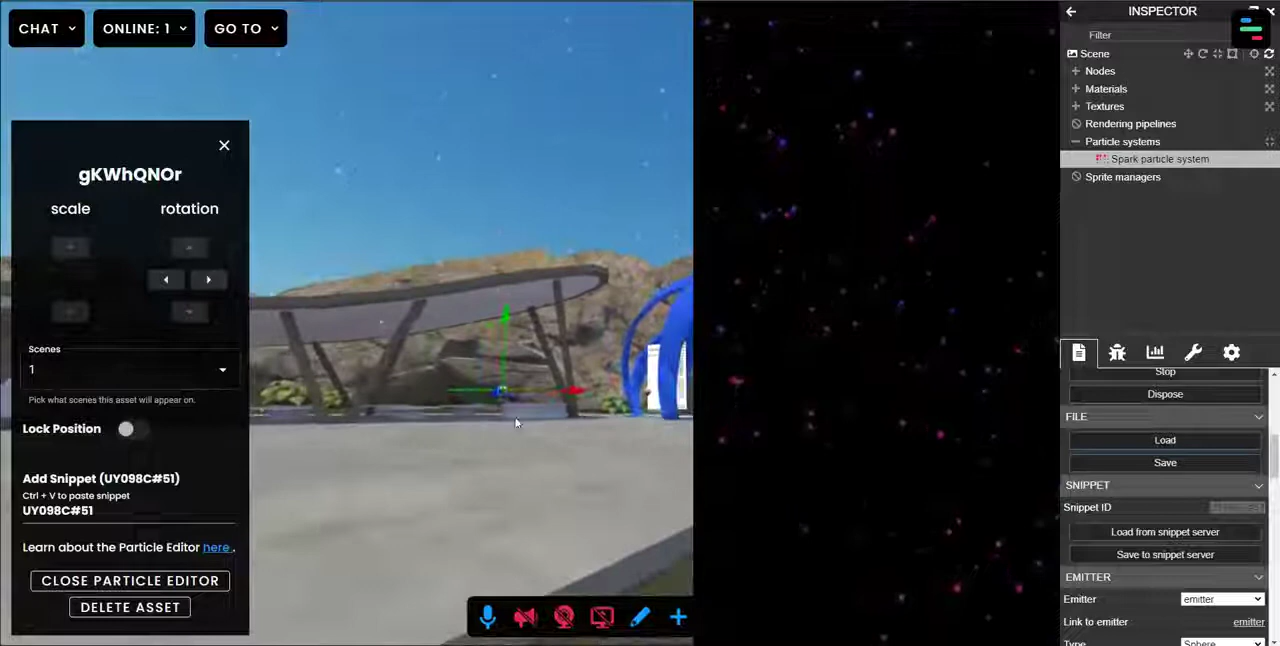 CHAT
ONLINE: 1
GO TO
gKWhQNOr
scale
rotation
Scenes
1
Pick what scenes this asset will appear on.
Lock Position
Add Snippet (UY098C#51)
Ctrl + V to paste snippet
UY098C#51
Learn about the Particle Editor here .
CLOSE PARTICLE EDITOR
DELETE ASSET
INSPECTOR
Filter
Scene
Nodes
Materials
Textures
Rendering pipelines
Particle systems
Spark particle system
Sprite managers
Stop
Dispose
FILE
Load
Save
SNIPPET
Snippet ID
Load from snippet server
Save to snippet server
EMITTER
Emitter
emitter
Link to emitter
emitter
Type
Sphere